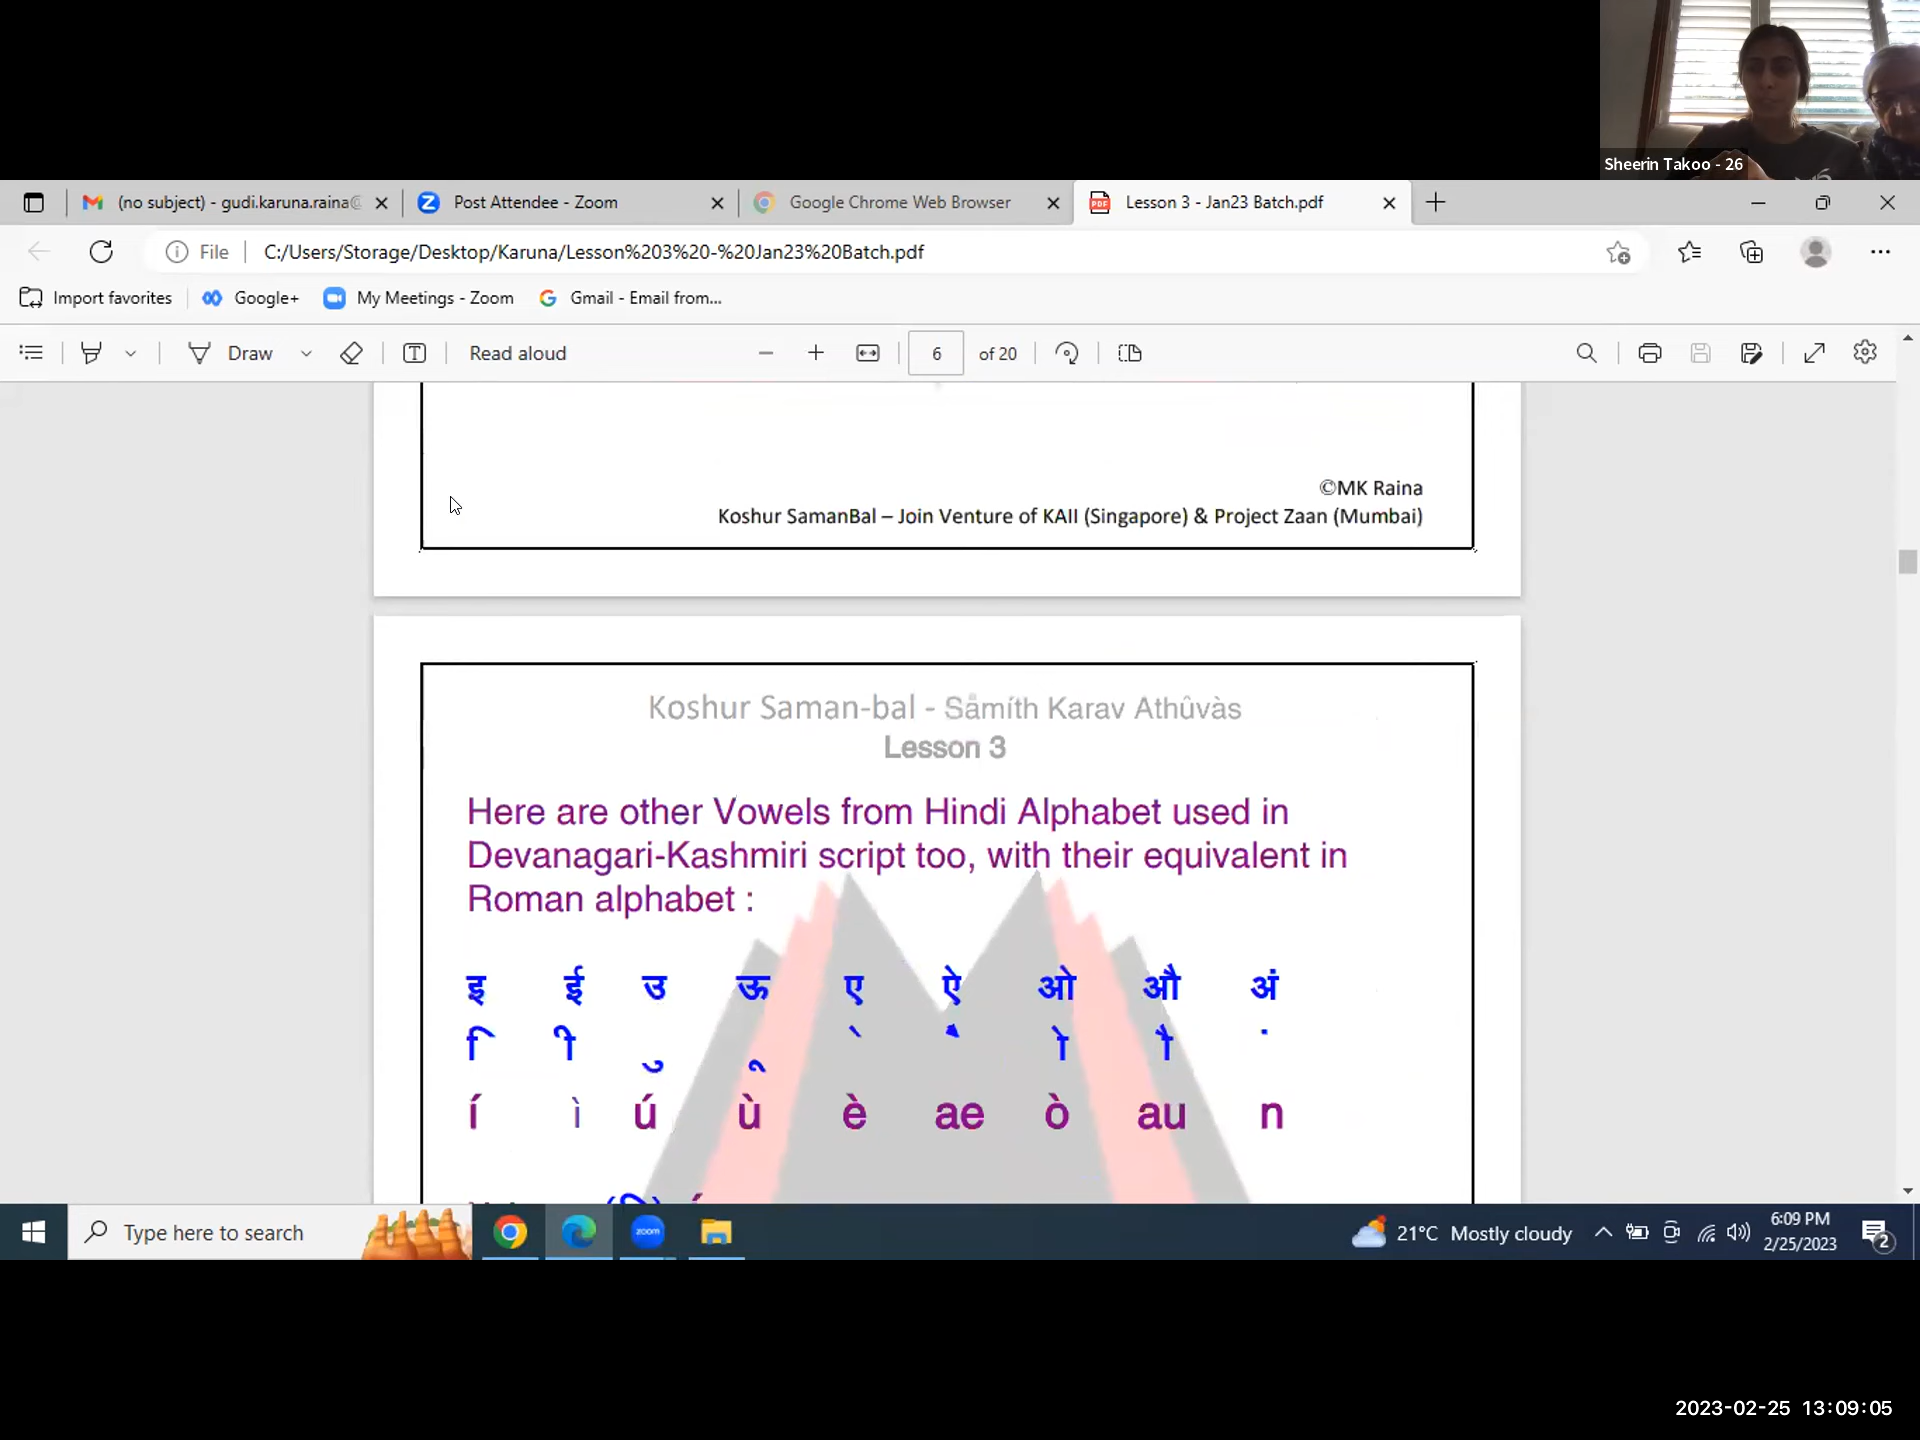 Sheerin Takoo - 26
(no subject) - gudi.karuna.raina@
Post Attendee - Zoom
Google Chrome Web Browser
Lesson 3 - Jan23 Batch.pdf
File
C:/Users/Storage/Desktop/Karuna/Lesson%203%20-%20Jan23%20Batch.pdf
Import favorites
Google+
My Meetings - Zoom
Gmail - Email from...
Draw
Read aloud
6 of 20
©MK Raina
Koshur SamanBal – Join Venture of KAII (Singapore) & Project Zaan (Mumbai)
Koshur Saman-bal - Såmíth Karav Athûvàs
Lesson 3
Here are other Vowels from Hindi Alphabet used in
Devanagari-Kashmiri script too, with their equivalent in
Roman alphabet :
इ ई उ ऊ ए ऐ ओ औ अं
ि ी ु ू े ै ो ौ ं
í ì ú ù è ae ò au n
Type here to search
zoom
21°C Mostly cloudy
6:09 PM
2/25/2023
2
2023-02-25 13:09:05